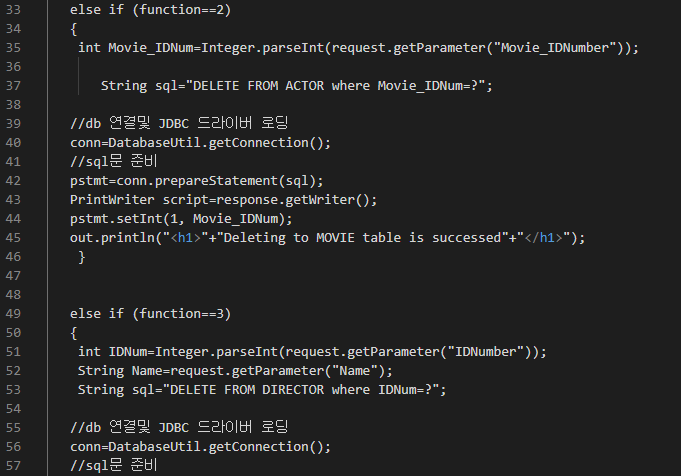 33 else if (function==2)
34 {
35 int Movie_IDNum=Integer.parseInt(request.getParameter("Movie_IDNumber"));
36
37 String sql="DELETE FROM ACTOR where Movie_IDNum=?";
38
39 //db 연결및 JDBC 드라이버 로딩
40 conn=DatabaseUtil.getConnection();
41 //sql문 준비
42 pstmt=conn.prepareStatement(sql);
43 PrintWriter script=response.getWriter();
44 pstmt.setInt(1, Movie_IDNum);
45 out.println("<h1>"+"Deleting to MOVIE table is successed"+"</h1>");
46 }
47
48
49 else if (function==3)
50 {
51 int IDNum=Integer.parseInt(request.getParameter("IDNumber"));
52 String Name=request.getParameter("Name");
53 String sql="DELETE FROM DIRECTOR where IDNum=?";
54
55 //db 연결및 JDBC 드라이버 로딩
56 conn=DatabaseUtil.getConnection();
57 //sql문 준비